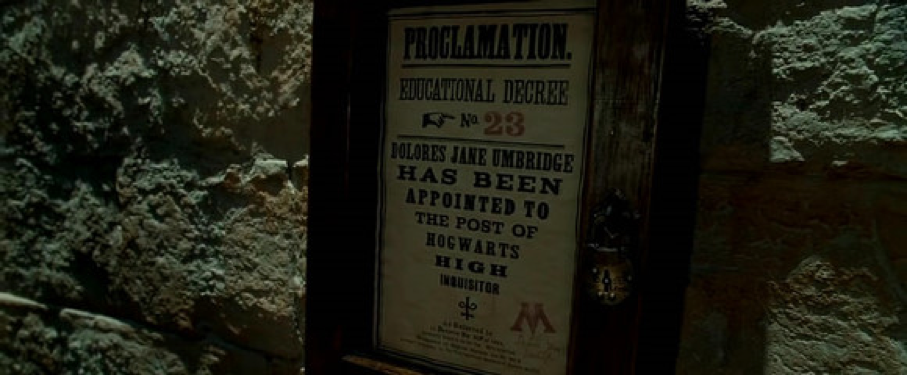 PROCLAMATION.
EDUCATIONAL DECREE
No. 23
DOLORES JANE UMBRIDGE
HAS BEEN
APPOINTED TO
THE POST OF
HOGWARTS
HIGH
INQUISITOR
M